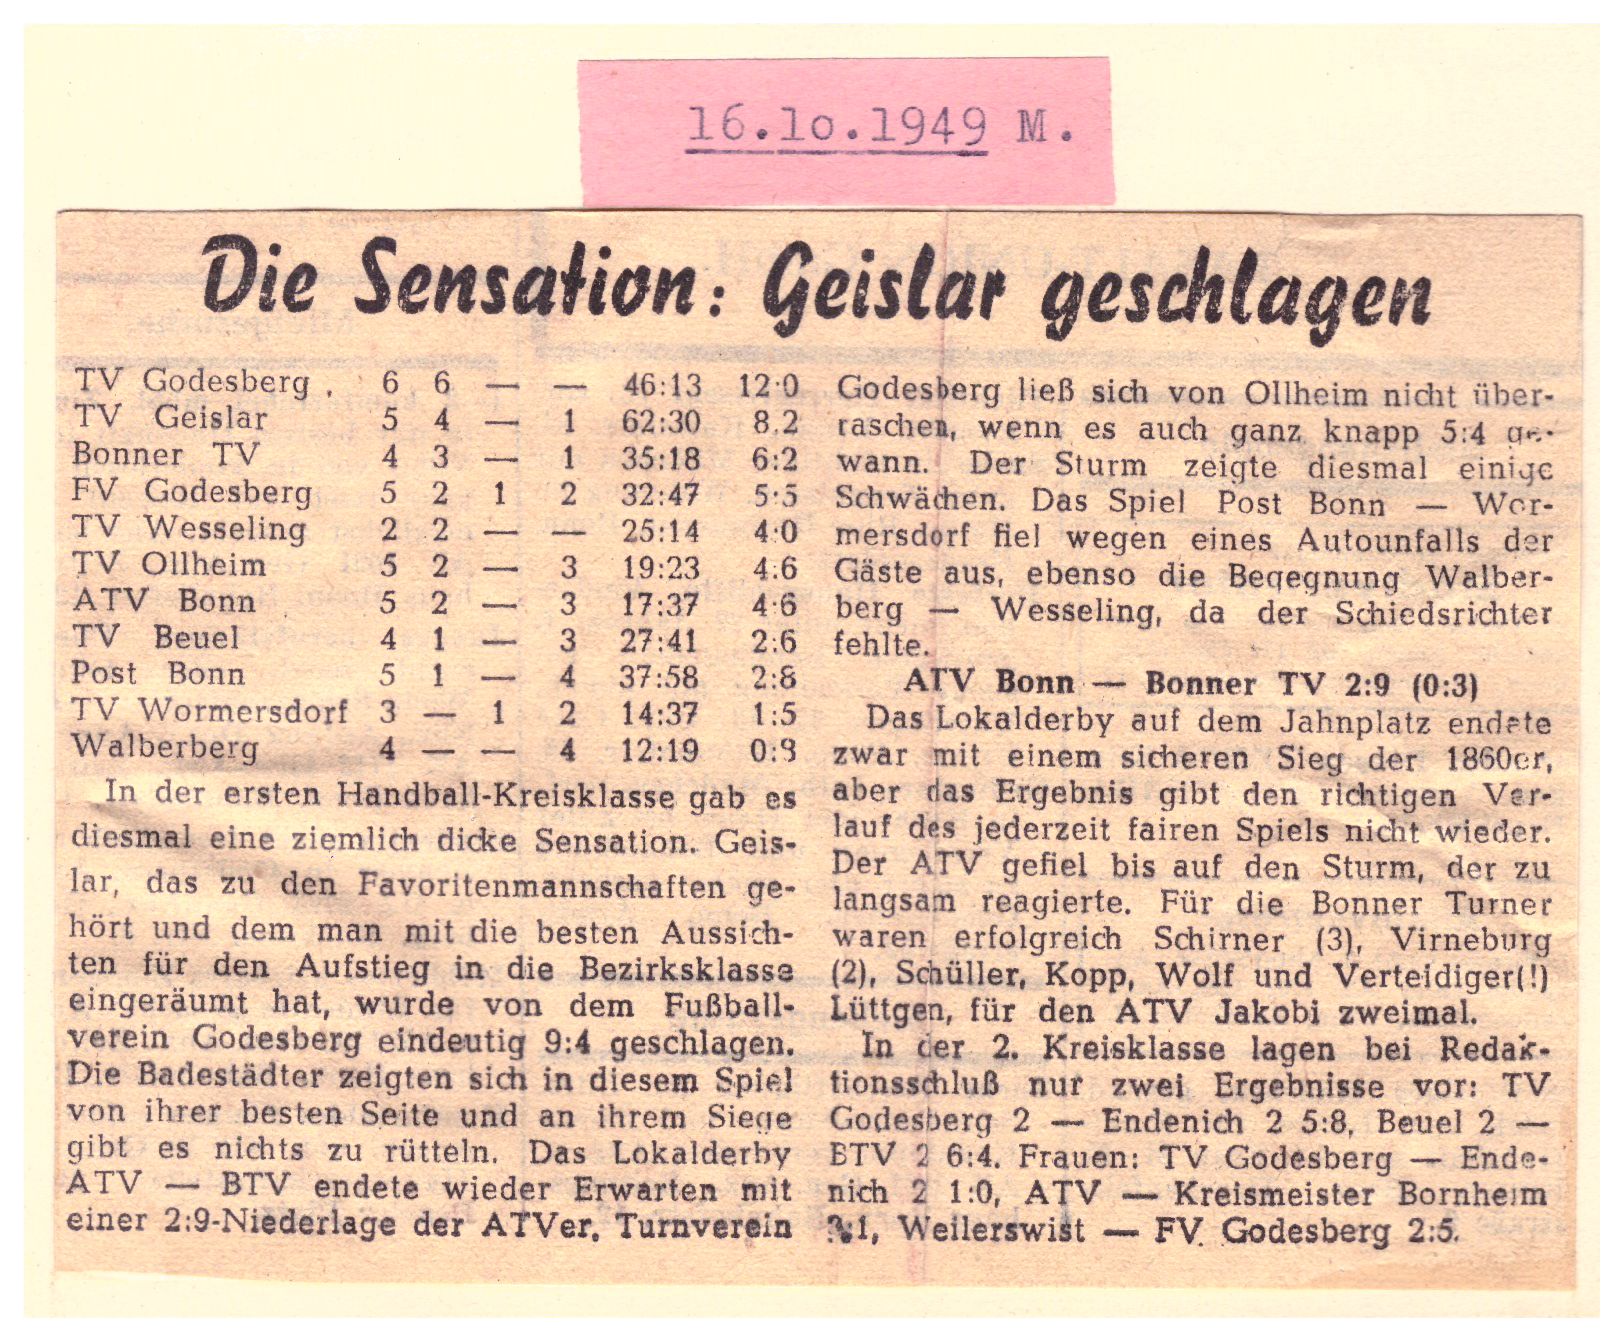 16.1o.1949 M.
Die Sensation: Geislar geschlagen
TV Godesberg . 6 6 — — 46:13 12:0
TV Geislar 5 4 — 1 62:30 8.2
Bonner TV 4 3 — 1 35:18 6:2
FV Godesberg 5 2 1 2 32:47 5:5
TV Wesseling 2 2 — — 25:14 4:0
TV Ollheim 5 2 — 3 19:23 4:6
ATV Bonn 5 2 — 3 17:37 4:6
TV Beuel 4 1 — 3 27:41 2:6
Post Bonn 5 1 — 4 37:58 2:8
TV Wormersdorf 3 — 1 2 14:37 1:5
Walberberg 4 — — 4 12:19 0:8
In der ersten Handball-Kreisklasse gab es
diesmal eine ziemlich dicke Sensation. Geis-
lar, das zu den Favoritenmannschaften ge-
hört und dem man mit die besten Aussich-
ten für den Aufstieg in die Bezirksklasse
eingeräumt hat, wurde von dem Fußball-
verein Godesberg eindeutig 9:4 geschlagen.
Die Badestädter zeigten sich in diesem Spiel
von ihrer besten Seite und an ihrem Siege
gibt es nichts zu rütteln. Das Lokalderby
ATV — BTV endete wieder Erwarten mit
einer 2:9-Niederlage der ATVer. Turnverein
Godesberg ließ sich von Ollheim nicht über-
raschen, wenn es auch ganz knapp 5:4 ge-
wann. Der Sturm zeigte diesmal einige
Schwächen. Das Spiel Post Bonn — Wor-
mersdorf fiel wegen eines Autounfalls der
Gäste aus, ebenso die Begegnung Walber-
berg — Wesseling, da der Schiedsrichter
fehlte.
ATV Bonn — Bonner TV 2:9 (0:3)
Das Lokalderby auf dem Jahnplatz endete
zwar mit einem sicheren Sieg der 1860er,
aber das Ergebnis gibt den richtigen Ver-
lauf des jederzeit fairen Spiels nicht wieder.
Der ATV gefiel bis auf den Sturm, der zu
langsam reagierte. Für die Bonner Turner
waren erfolgreich Schirner (3), Virneburg
(2), Schüller, Kopp, Wolf und Verteidiger(!)
Lüttgen, für den ATV Jakobi zweimal.
In der 2. Kreisklasse lagen bei Redak-
tionsschluß nur zwei Ergebnisse vor: TV
Godesberg 2 — Endenich 2 5:8, Beuel 2 —
BTV 2 6:4. Frauen: TV Godesberg — Ende-
nich 2 1:0, ATV — Kreismeister Bornheim
Weilerswist — FV Godesberg 2:5.